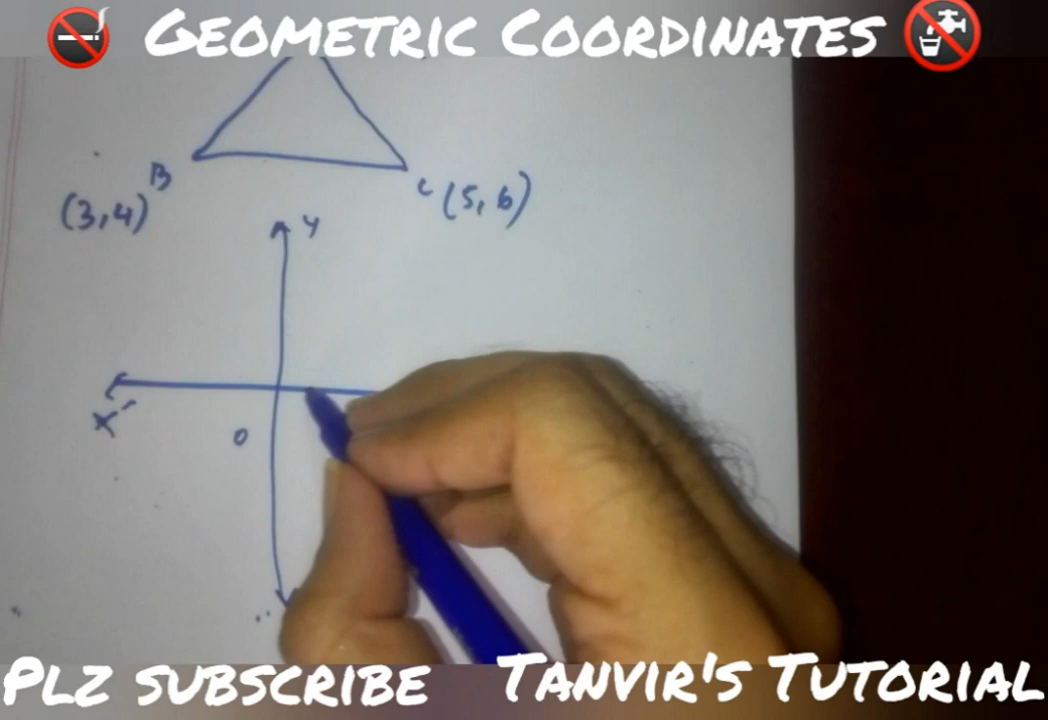 GEOMETRIC COORDINATES
B
(3,4)
C (5,6)
Y
X'
O
PLZ SUBSCRIBE TANVIR'S TUTORIAL